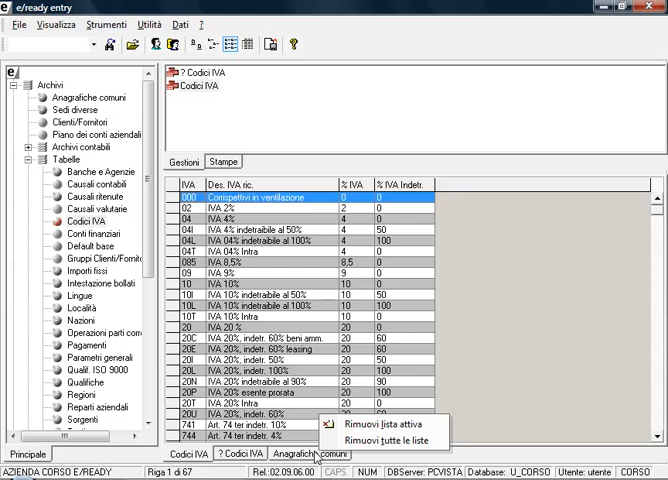 e/ready entry
File Visualizza Strumenti Utilità Dati ?
Archivi
Anagrafiche comuni
Sedi diverse
Clienti/Fornitori
Piano dei conti aziendali
Archivi contabili
Tabelle
Banche e Agenzie
Causali contabili
Causali ritenute
Causali valutarie
Codici IVA
Conti finanziari
Default base
Gruppi Clienti/Fornit
Importi fissi
Intestazione bollati
Lingue
Località
Nazioni
Operazioni parti corr
Pagamenti
Parametri generali
Qualif. ISO 9000
Qualifiche
Regioni
Reparti aziendali
Sorgenti
Principale
? Codici IVA
Codici IVA
Gestioni Stampe
IVA Des. IVA ric. % IVA % IVA Indetr.
000 Corrispettivi in ventilazione 0 0
02 IVA 2% 2 0
04 IVA 4% 4 0
04I IVA 4% indetraibile al 50% 4 50
04L IVA 04% indetraibile al 100% 4 100
04T IVA 04% Intra 4 0
085 IVA 8,5% 8,5 0
09 IVA 9% 9 0
10 IVA 10% 10 0
10I IVA 10% indetraibile al 50% 10 50
10L IVA 10% indetraibile al 100% 10 100
10T IVA 10% Intra 10 0
20 IVA 20 % 20 0
20C IVA 20%, indetr. 60% beni amm. 20 60
20E IVA 20%, indetr. 60% leasing 20 60
20I IVA 20%, indetr. 50% 20 50
20L IVA 20%, indetr. 100% 20 100
20N IVA 20% indetraibile al 90% 20 90
20P IVA 20% esente prorata 20 100
20T IVA 20% Intra 20 0
20U IVA 20%, indetr. 60%
741 Art. 74 ter indetr. 10%
744 Art. 74 ter indetr. 4%
Rimuovi lista attiva
Rimuovi tutte le liste
Codici IVA ? Codici IVA Anagrafiche comuni
AZIENDA CORSO E/READY Riga 1 di 67 Rel.:02.09.06.00 CAPS NUM DBServer: PCVISTA Database: U_CORSO Utente: utente CORSO